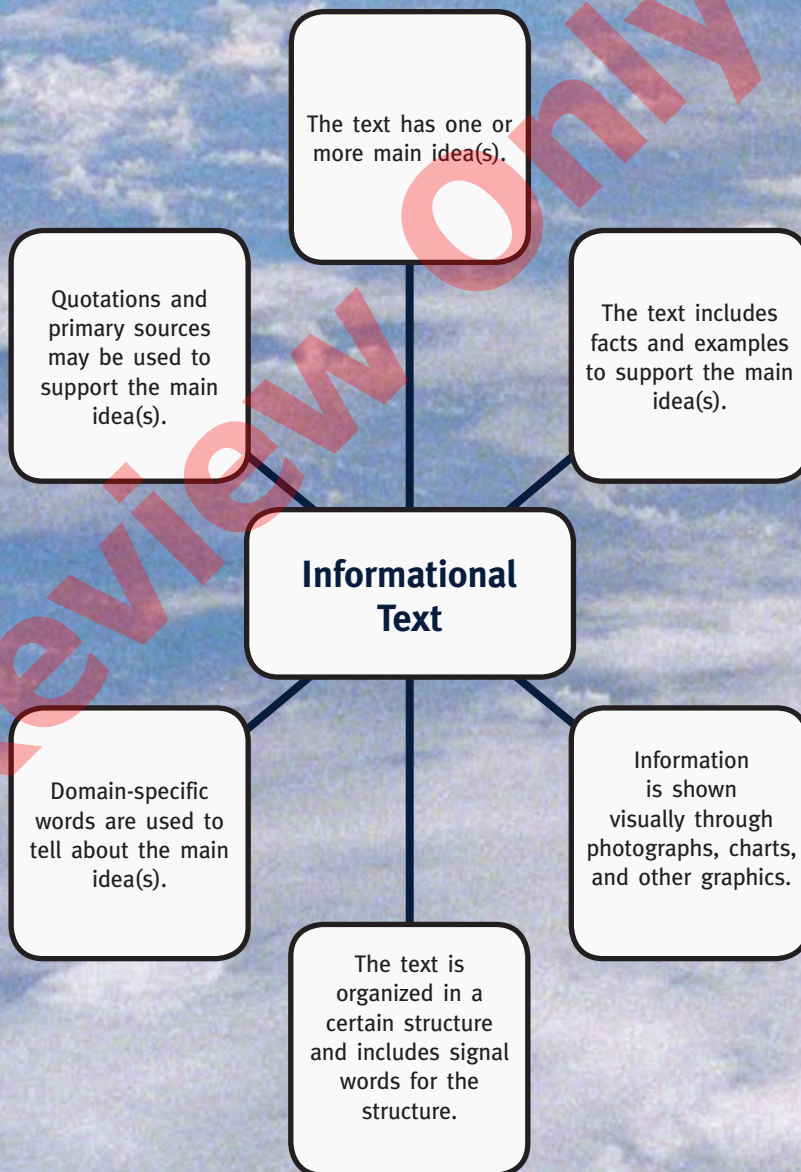 The text has one or
more main idea(s).
Quotations and
primary sources
may be used to
support the main
idea(s).
The text includes
facts and examples
to support the main
idea(s).
Informational
Text
Domain-specific
words are used to
tell about the main
idea(s).
Information
is shown
visually through
photographs, charts,
and other graphics.
The text is
organized in a
certain structure
and includes signal
words for the
structure.
Review Only